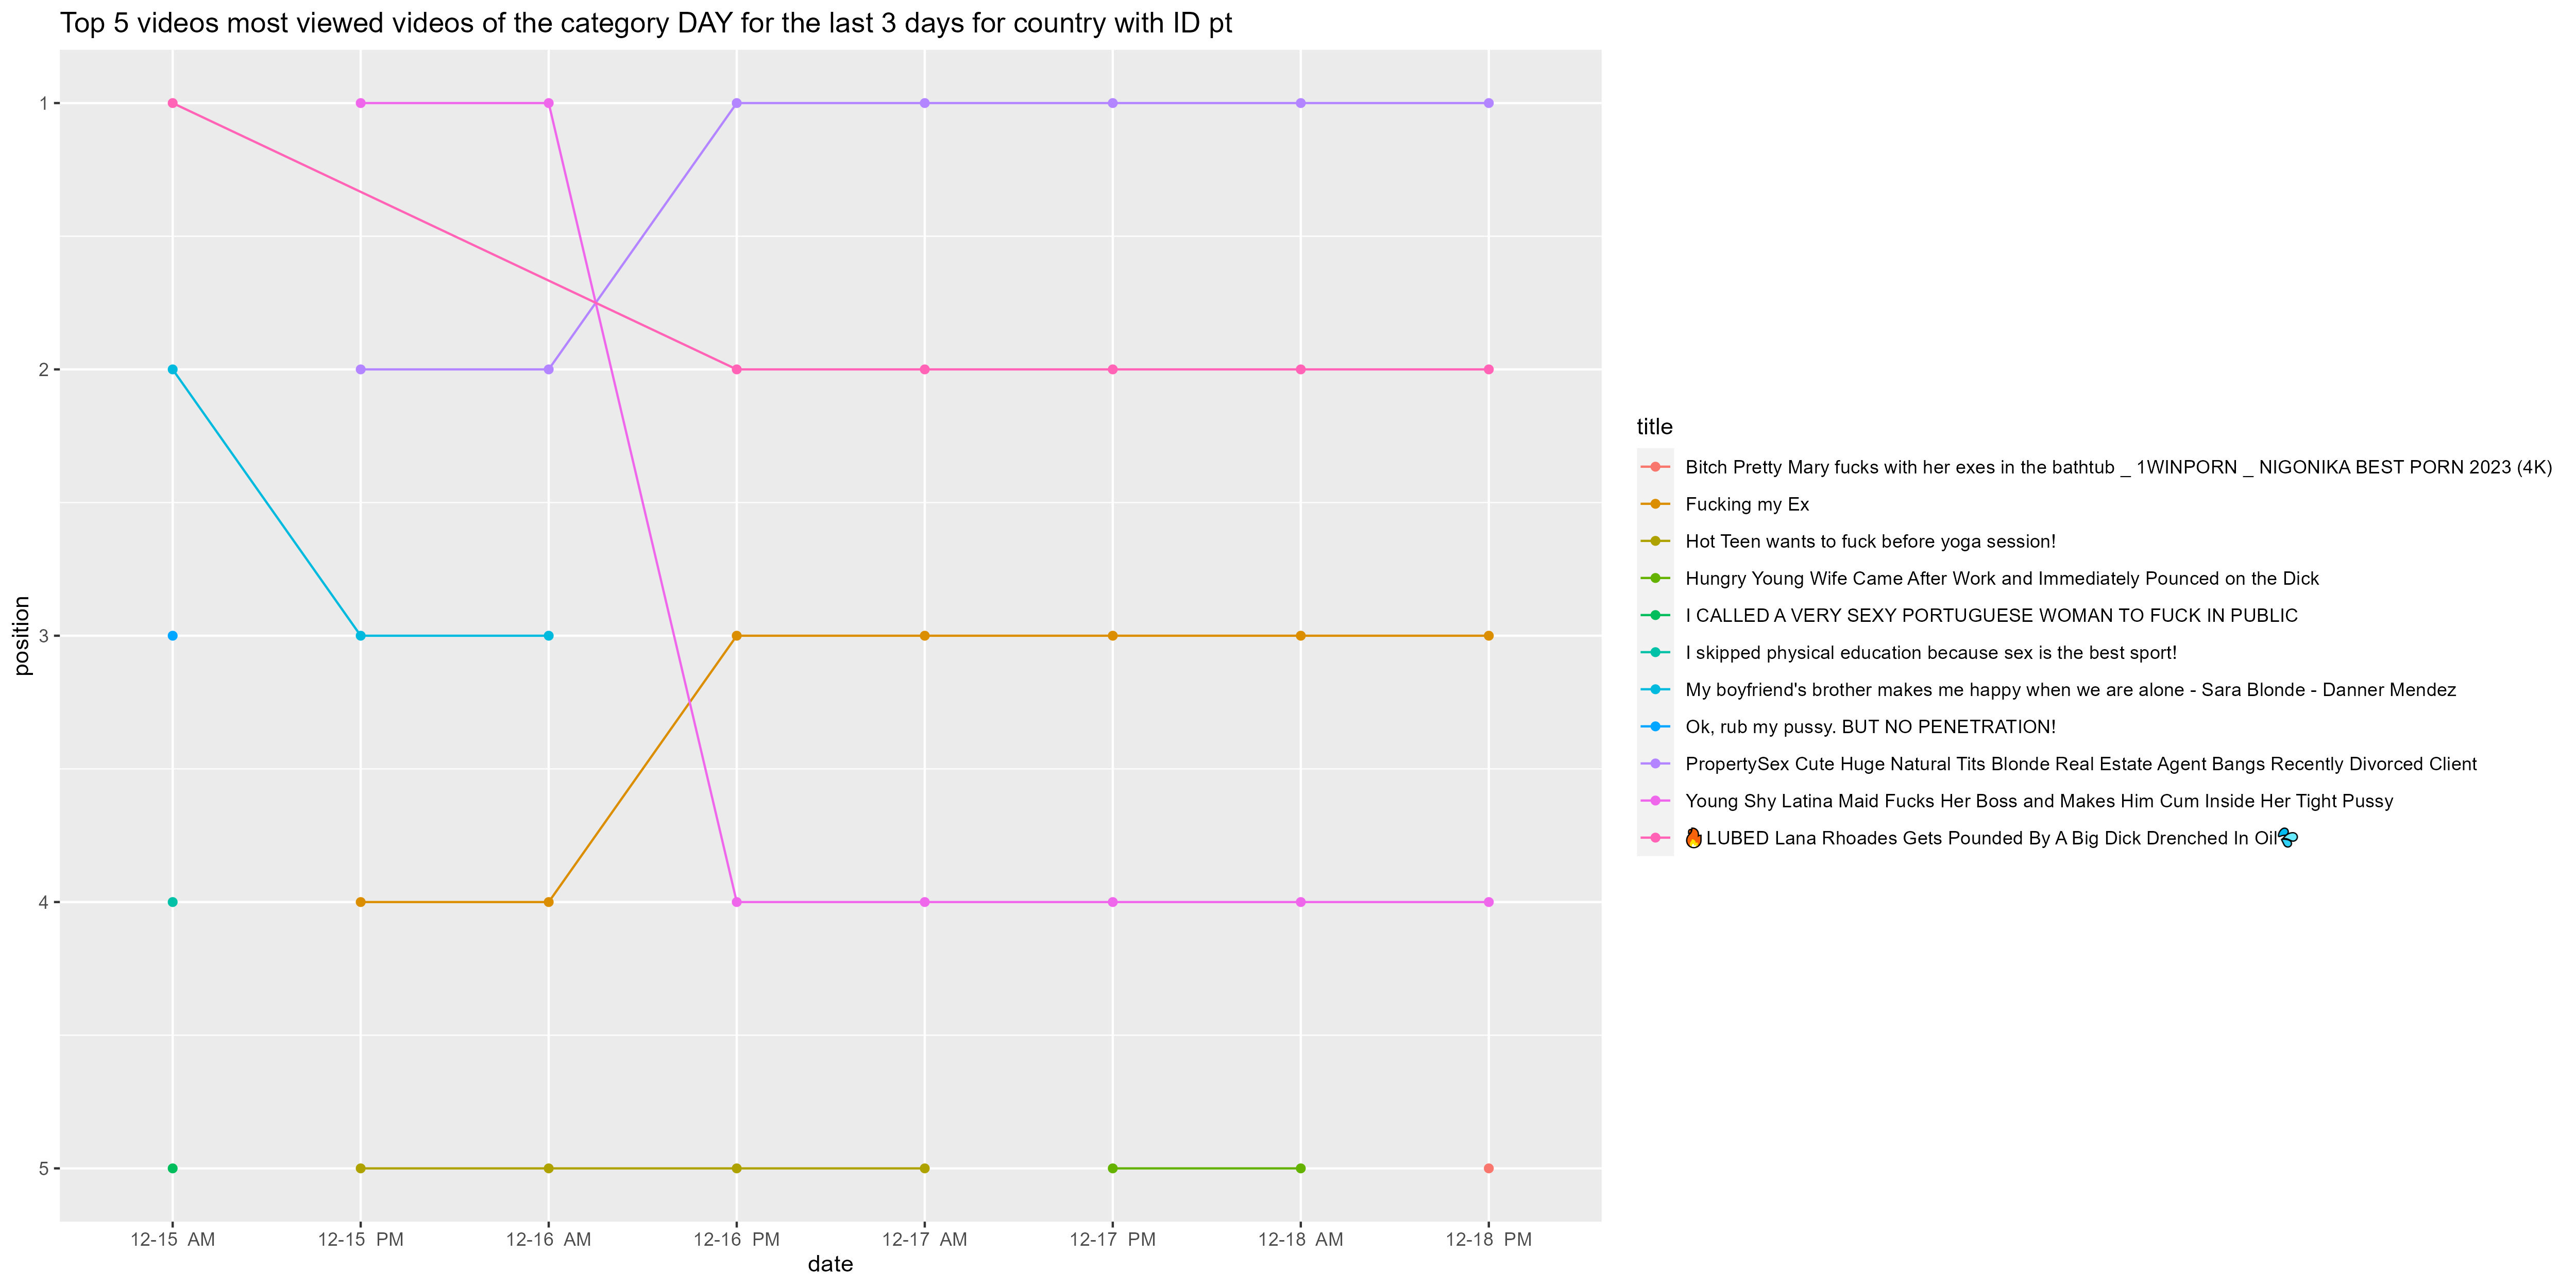 Top 5 videos most viewed videos of the category DAY for the last 3 days for country with ID pt
position
1
2
3
4
5
12-15 AM
12-15 PM
12-16 AM
12-16 PM
12-17 AM
12-17 PM
12-18 AM
12-18 PM
date
title
Bitch Pretty Mary fucks with her exes in the bathtub _ 1WINPORN _ NIGONIKA BEST PORN 2023 (4K)
Fucking my Ex
Hot Teen wants to fuck before yoga session!
Hungry Young Wife Came After Work and Immediately Pounced on the Dick
I CALLED A VERY SEXY PORTUGUESE WOMAN TO FUCK IN PUBLIC
I skipped physical education because sex is the best sport!
My boyfriend's brother makes me happy when we are alone - Sara Blonde - Danner Mendez
Ok, rub my pussy. BUT NO PENETRATION!
PropertySex Cute Huge Natural Tits Blonde Real Estate Agent Bangs Recently Divorced Client
Young Shy Latina Maid Fucks Her Boss and Makes Him Cum Inside Her Tight Pussy
🔥LUBED Lana Rhoades Gets Pounded By A Big Dick Drenched In Oil💦